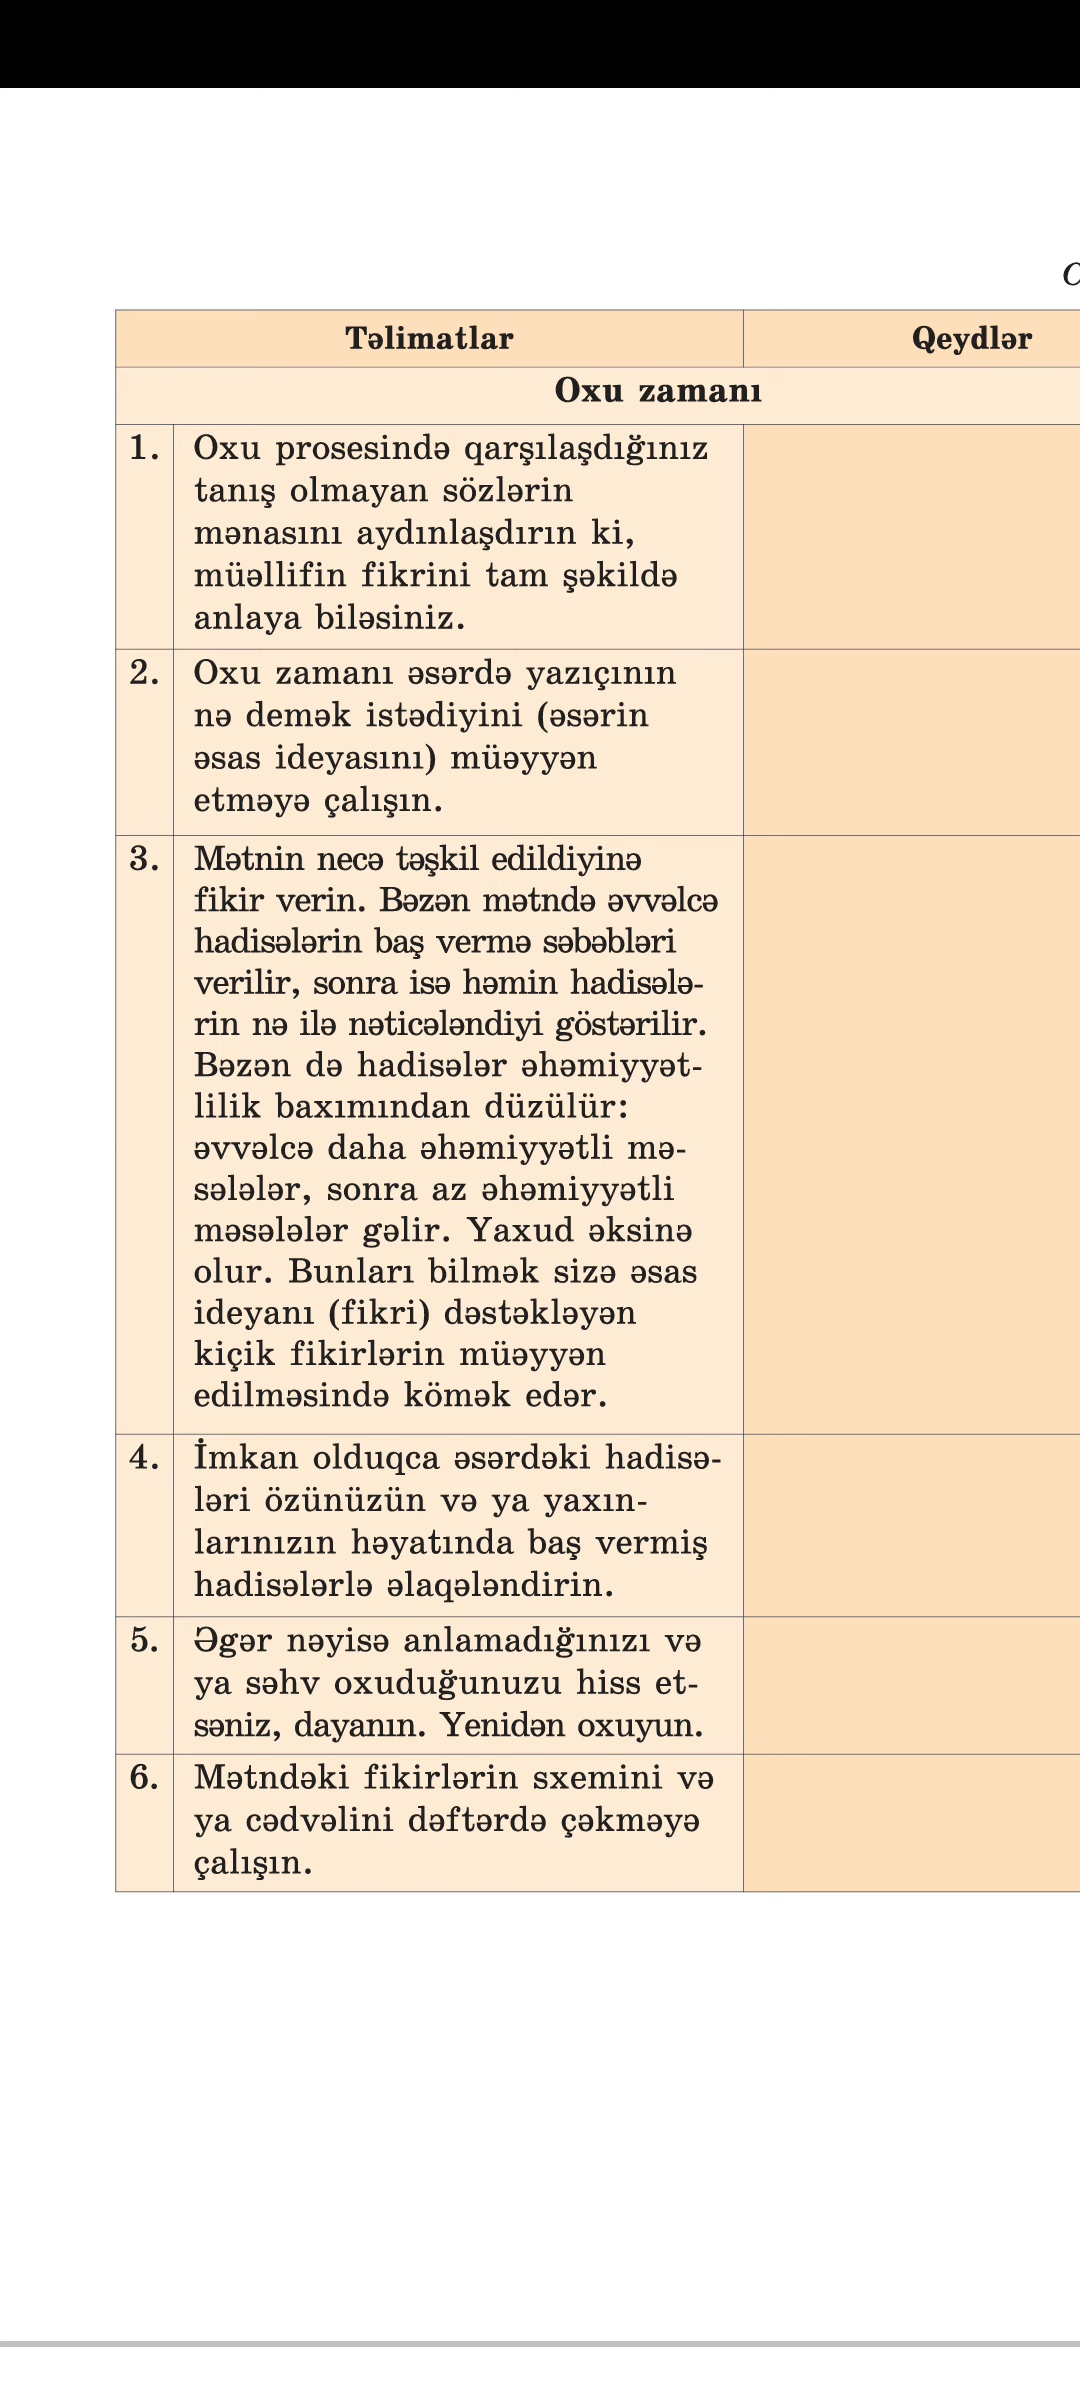 Təlimatlar
Qeydlər
Oxu zamanı
1. Oxu prosesində qarşılaşdığınız
tanış olmayan sözlərin
mənasını aydınlaşdırın ki,
müəllifin fikrini tam şəkildə
anlaya biləsiniz.
2. Oxu zamanı əsərdə yazıçının
nə demək istədiyini (əsərin
əsas ideyasını) müəyyən
etməyə çalışın.
3. Mətnin necə təşkil edildiyinə
fikir verin. Bəzən mətndə əvvəlcə
hadisələrin baş vermə səbəbləri
verilir, sonra isə həmin hadisələ-
rin nə ilə nəticələndiyi göstərilir.
Bəzən də hadisələr əhəmiyyət-
lilik baxımından düzülür:
əvvəlcə daha əhəmiyyətli mə-
sələlər, sonra az əhəmiyyətli
məsələlər gəlir. Yaxud əksinə
olur. Bunları bilmək sizə əsas
ideyanı (fikri) dəstəkləyən
kiçik fikirlərin müəyyən
edilməsində kömək edər.
4. İmkan olduqca əsərdəki hadisə-
ləri özünüzün və ya yaxın-
larınızın həyatında baş vermiş
hadisələrlə əlaqələndirin.
5. Əgər nəyisə anlamadığınızı və
ya səhv oxuduğunuzu hiss et-
səniz, dayanın. Yenidən oxuyun.
6. Mətndəki fikirlərin sxemini və
ya cədvəlini dəftərdə çəkməyə
çalışın.